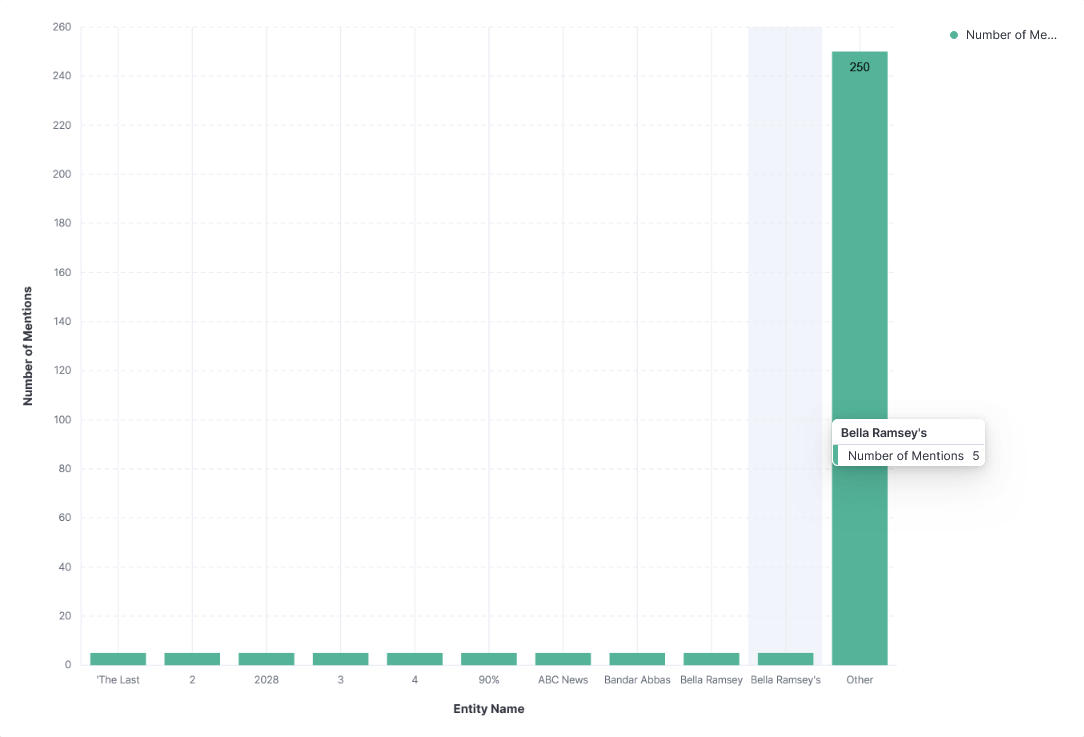 260
240
220
200
180
160
140
120
100
80
60
40
20
0
Number of Mentions
250
Number of Me...
Bella Ramsey's
Number of Mentions 5
'The Last 2 2028 3 4 90% ABC News Bandar Abbas Bella Ramsey Bella Ramsey's Other
Entity Name